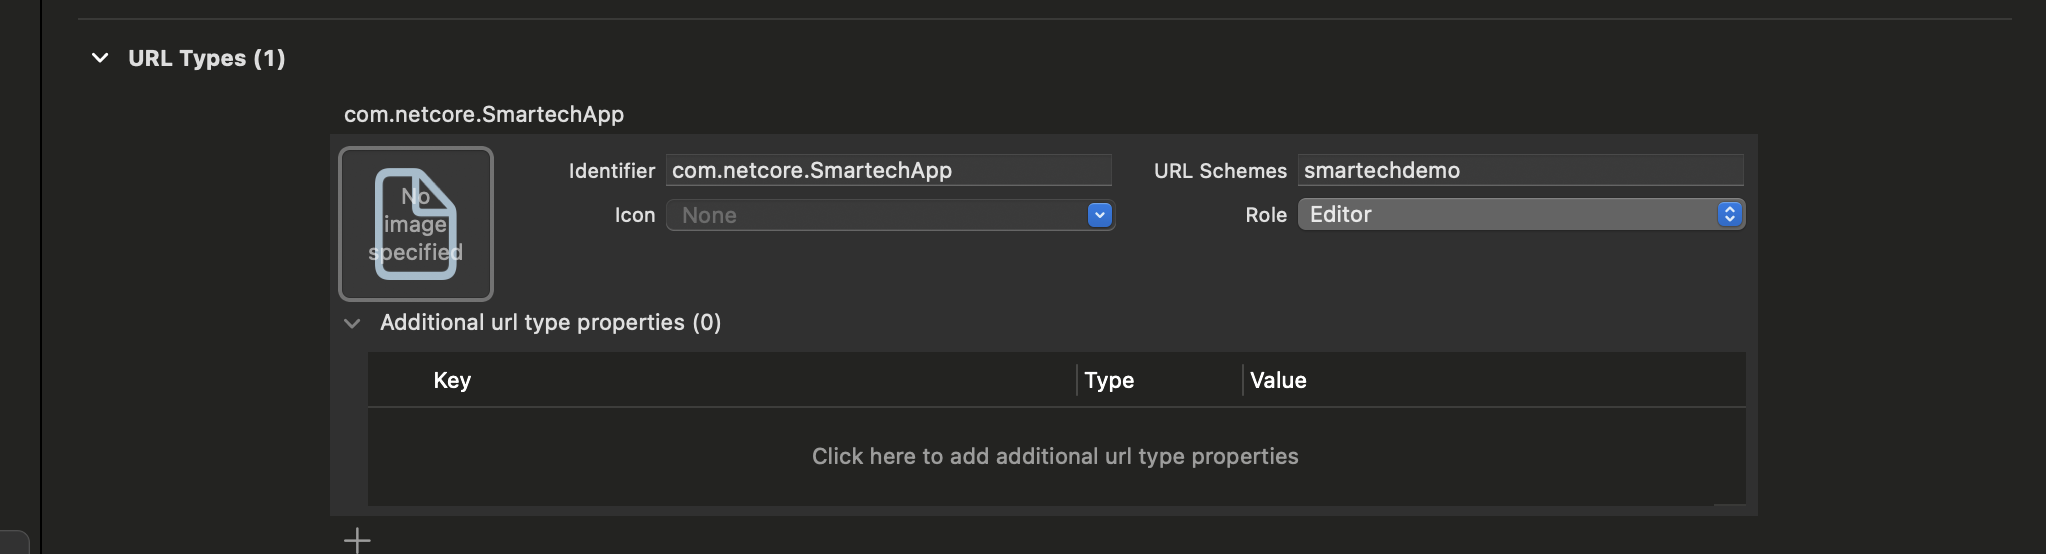 URL Types (1)
com.netcore.SmartechApp
No image specified
Identifier com.netcore.SmartechApp URL Schemes smartechdemo
Icon None Role Editor
Additional url type properties (0)
Key Type Value
Click here to add additional url type properties